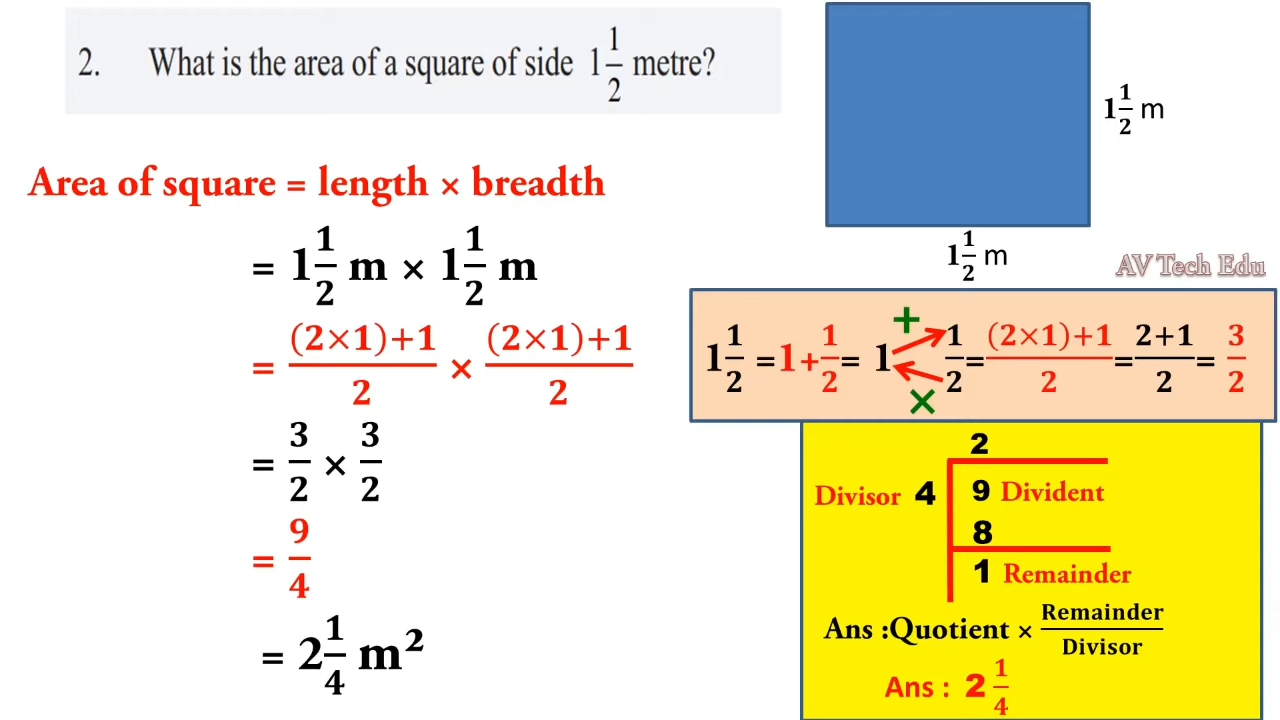 2. What is the area of a square of side 1 1/2 metre?
1 1/2 m
1 1/2 m
Area of square = length × breadth
= 1 1/2 m × 1 1/2 m
= (2×1)+1/2 × (2×1)+1/2
= 3/2 × 3/2
= 9/4
= 2 1/4 m²
AV Tech Edu
1 1/2 = 1 + 1/2 = 1 + × 1/2 = (2×1)+1/2 = 2+1/2 = 3/2
2
Divisor 4 9 Divident
8
1 Remainder
Ans :Quotient × Remainder/Divisor
Ans : 2 1/4